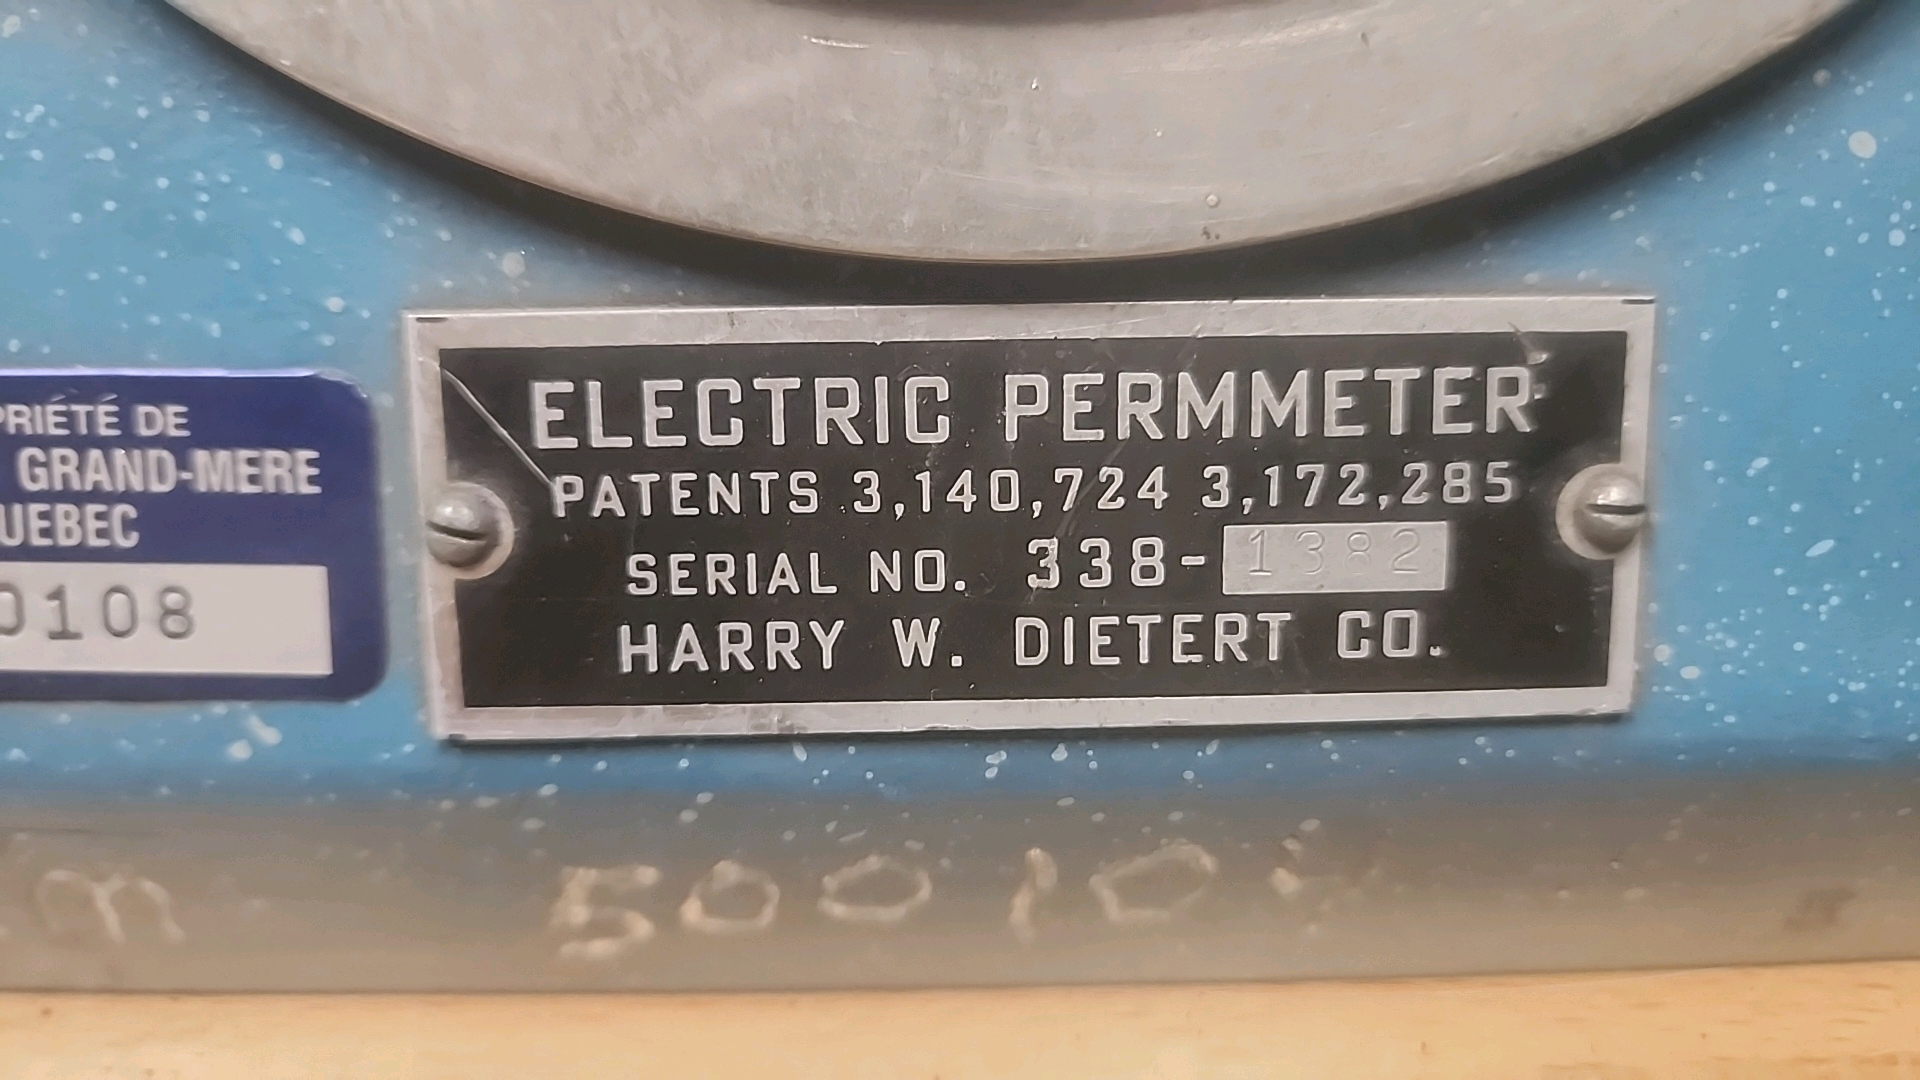 PRIÉTÉ DE
GRAND-MERE
UEBEC
0108
ELECTRIC PERMMETER
PATENTS 3,140,724 3,172,285
SERIAL NO. 338-1382
HARRY W. DIETERT CO.
50010